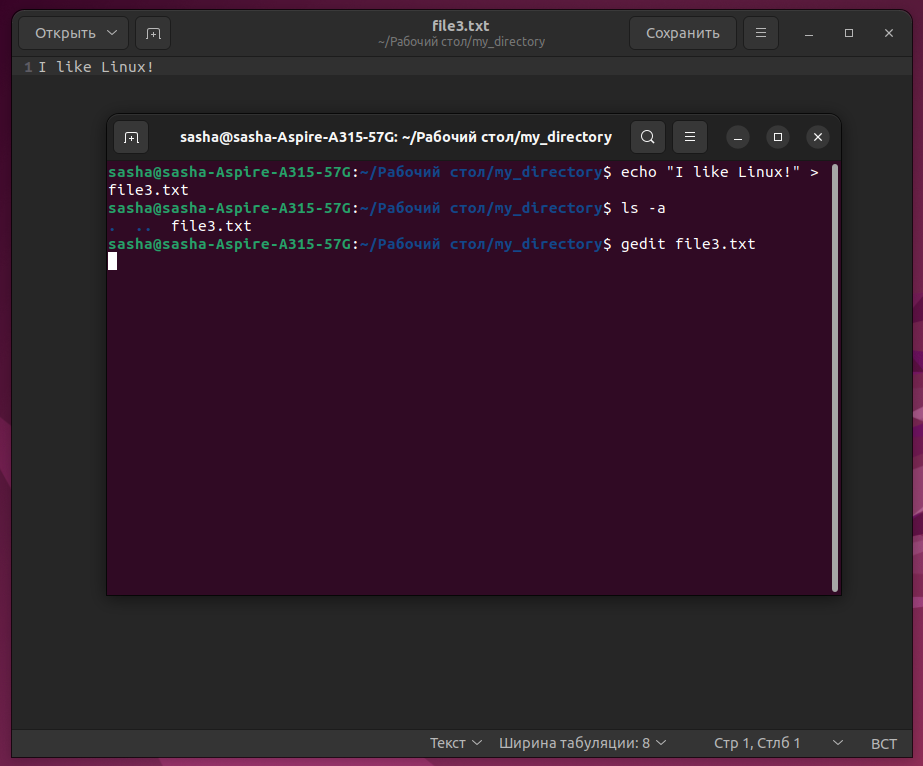 Открыть
file3.txt
~/Рабочий стол/my_directory
Сохранить
1 I like Linux!
sasha@sasha-Aspire-A315-57G: ~/Рабочий стол/my_directory
sasha@sasha-Aspire-A315-57G:~/Рабочий стол/my_directory$ echo "I like Linux!" >
file3.txt
sasha@sasha-Aspire-A315-57G:~/Рабочий стол/my_directory$ ls -a
.  ..  file3.txt
sasha@sasha-Aspire-A315-57G:~/Рабочий стол/my_directory$ gedit file3.txt
Текст Ширина табуляции: 8 Стр 1, Стлб 1 ВСТ